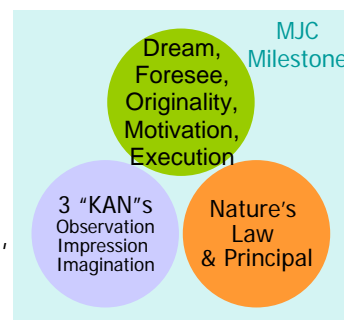 MJC
Milestone
Dream,
Foresee,
Originality,
Motivation,
Execution
3 “KAN”s
Observation
Impression
Imagination
Nature's
Law
& Principal
,